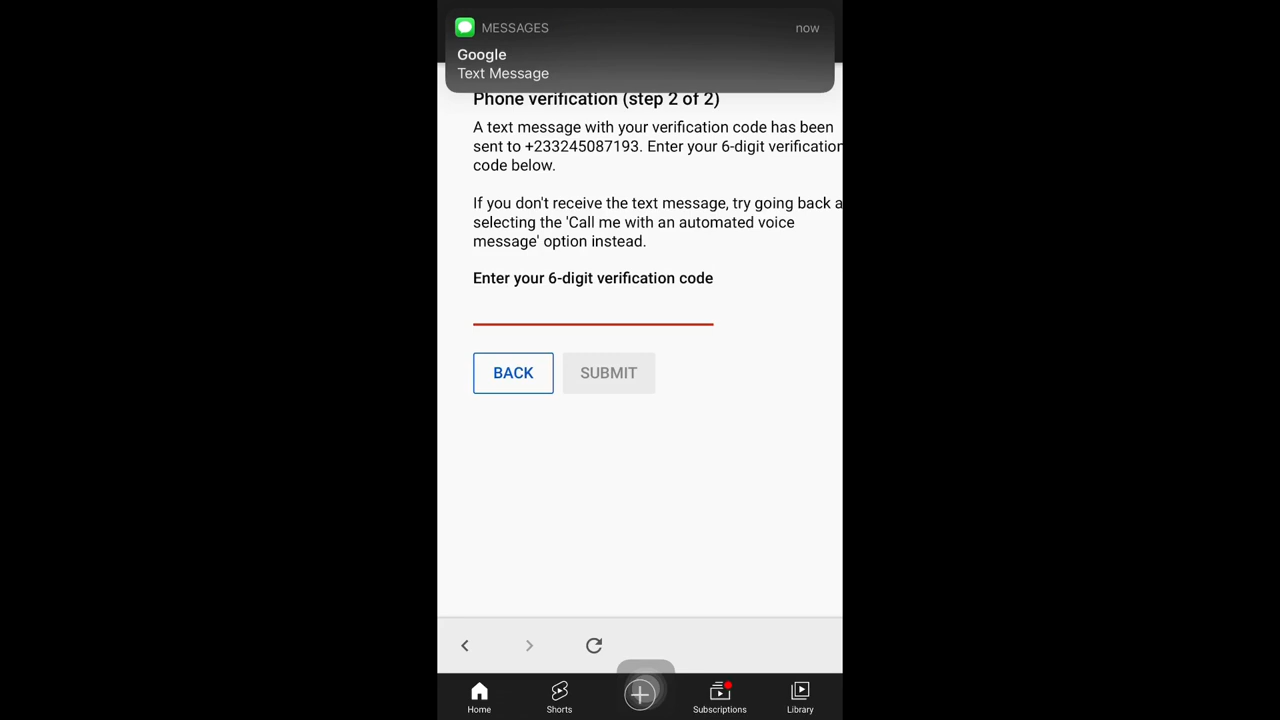 MESSAGES now
Google
Text Message
Phone verification (step 2 of 2)
A text message with your verification code has been
sent to +233245087193. Enter your 6-digit verification
code below.
If you don't receive the text message, try going back a
selecting the 'Call me with an automated voice
message' option instead.
Enter your 6-digit verification code
BACK SUBMIT
Home Shorts Subscriptions Library